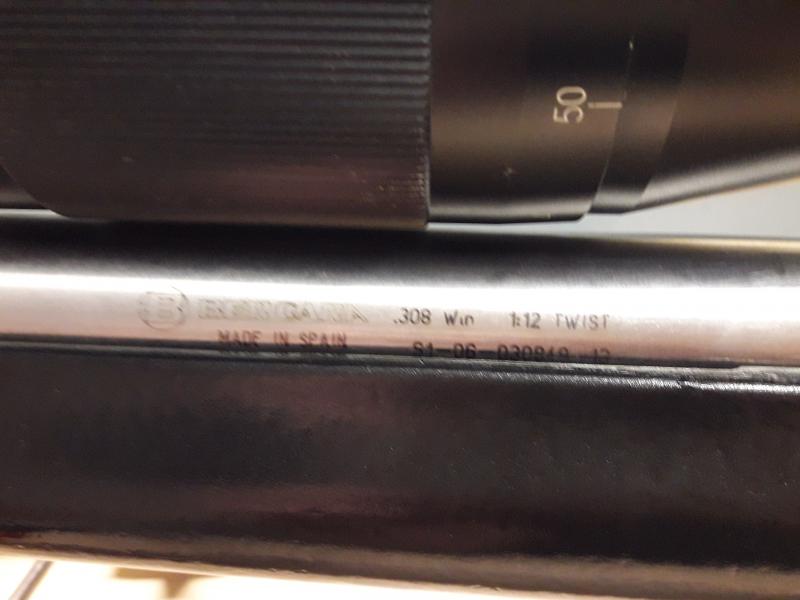 50
BERGARA .308 Win 1:12 TWIST
MADE IN SPAIN